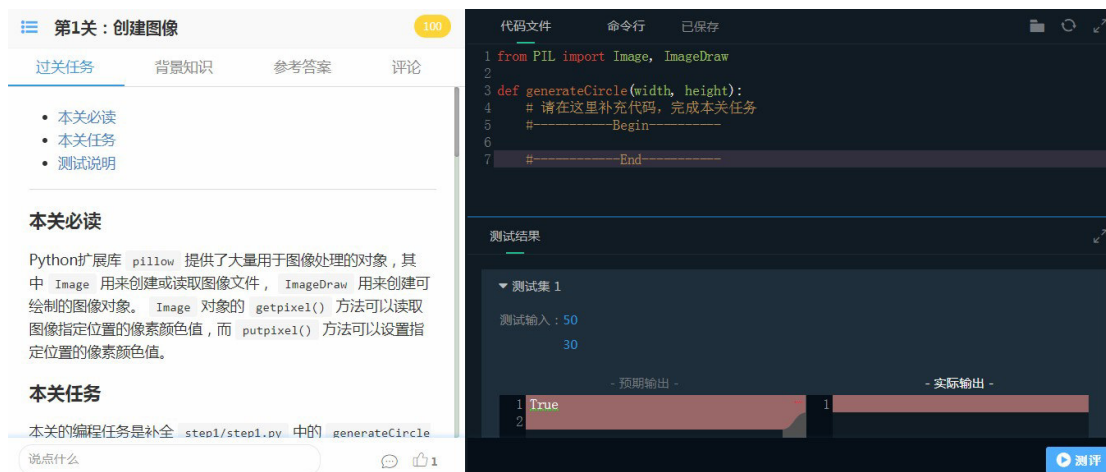 第1关：创建图像
100
过关任务 背景知识 参考答案 评论
本关必读
本关任务
测试说明
本关必读
Python扩展库 pillow 提供了大量用于图像处理的对象，其
中 Image 用来创建或读取图像文件， ImageDraw 用来创建可
绘制的图像对象。 Image 对象的 getpixel() 方法可以读取
图像指定位置的像素颜色值，而 putpixel() 方法可以设置指
定位置的像素颜色值。
本关任务
本关的编程任务是补全 step1/step1.py 中的 generateCircle
说点什么
1
代码文件 命令行 已保存
1 from PIL import Image, ImageDraw
2
3 def generateCircle(width, height):
4 # 请在这里补充代码，完成本关任务
5 #-----------Begin----------
6
7 #------------End-----------
测试结果
测试集 1
测试输入：50
30
- 预期输出 - - 实际输出 -
1 True 1
2
测评